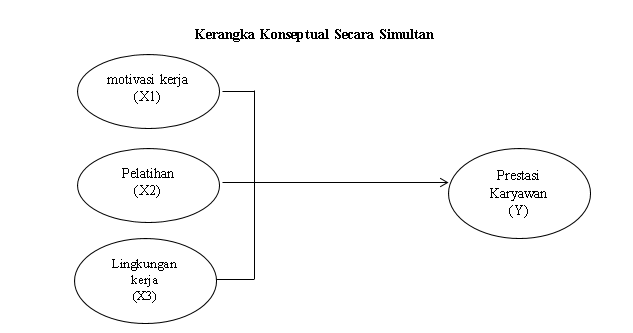 Kerangka Konseptual Secara Simultan
motivasi kerja
(X1)
Pelatihan
(X2)
Lingkungan
kerja
(X3)
Prestasi
Karyawan
(Y)